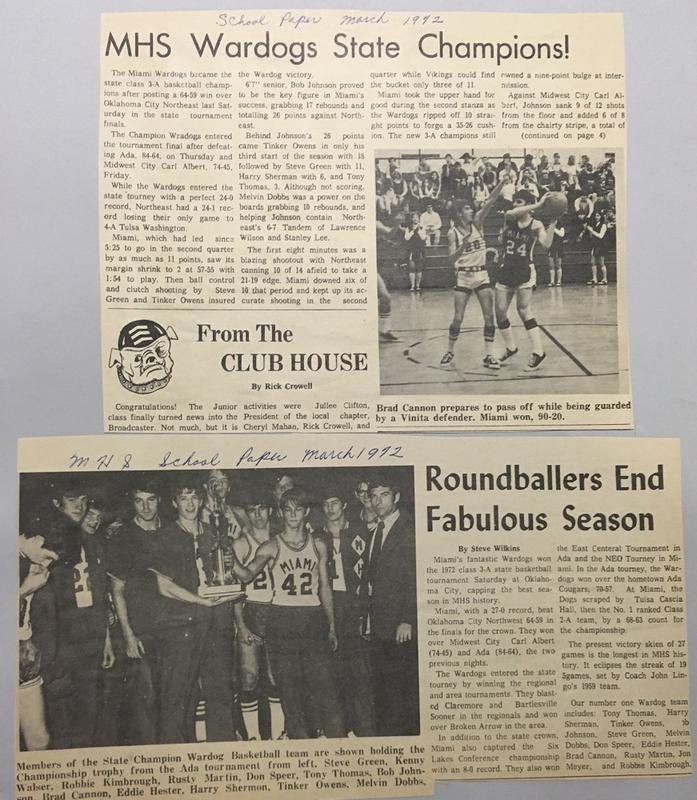 School Paper March 1972
MHS Wardogs State Champions!
The Miami Wardogs became the
state class 3-A basketball champ-
ions after posting a 64-59 win over
Oklahoma City Northeast last Sat-
urday in the state tournament
finals.
The Champion Wradogs entered
the tournament final after defeat-
ing Ada, 84-64, on Thursday and
Midwest City Carl Albert, 74-45,
Friday.
While the Wardogs entered the
state tourney with a perfect 24-0
record, Northeast had a 24-1 rec-
ord losing their only game to
4-A Tulsa Washington.
Miami, which had led since
5:25 to go in the second quarter
by as much as 11 points, saw its
margin shrink to 2 at 57-55 with
1:54 to play. Then ball control
and clutch shooting by Steve
Green and Tinker Owens insured
the Wardog victory.
6'7" senior, Bob Johnson proved
to be the key figure in Miami's
success, grabbing 17 rebounds and
totalling 26 points against North-
east.
Behind Johnson's 26 points
came Tinker Owens in only his
third start of the season with 18
followed by Steve Green with 11,
Harry Sherman with 6, and Tony
Thomas, 3. Although not scoring,
Melvin Dobbs was a power on the
boards grabbing 10 rebounds, and
helping Johnson contain North-
east's 6-7 Tandem of Lawrence
Wilson and Stanley Lee.
The first eight minutes was a
blazing shootout with Northeast
canning 10 of 14 afield to take a
21-19 edge. Miami downed six of
10 that period and kept up its ac-
curate shooting in the second
quarter while Vikings could find
the bucket only three of 11.
Miami took the upper hand for
good during the second stanza as
the Wardogs ripped off 10 strai-
ght points to forge a 35-26 cush-
ion. The new 3-A champions still
owned a nine-point bulge at inter-
mission.
Against Midwest City Carl Al-
bert, Johnson sank 9 of 12 shots
from the floor and added 6 of 8
from the chairty stripe, a total of
(continued on page 4)
MIAMI
24
Brad Cannon prepares to pass off while being guarded
by a Vinita defender. Miami won, 90-20.
From The
CLUB HOUSE
By Rick Crowell
Congratulations! The Junior
class finally turned news into the
Broadcaster. Not much, but it is
activities were Jullee Clifton,
President of the local chapter,
Cheryl Mahan, Rick Crowell, and
MHS School Paper March 1972
MIAMI
42
Members of the State Champion Wardog Basketball team are shown holding the
Championship trophy from the Ada tournament from left, Steve Green, Kenny
Walser, Robbie Kimbrough, Rusty Martin, Don Speer, Tony Thomas, Bob John-
son, Brad Cannon, Eddie Hester, Harry Shermon, Tinker Owens, Melvin Dobbs,
Roundballers End
Fabulous Season
By Steve Wilkins
Miami's fantastic Wardogs won
the 1972 class 3-A state basketball
tournament Saturday at Oklaho-
ma City, capping the best sea-
son in MHS history.
Miami, with a 27-0 record, beat
Oklahoma City Northwest 64-59 in
the finals for the crown. They won
over Midwest City Carl Albert
(74-45) and Ada (84-64), the two
previous nights.
The Wardogs entered the state
tourney by winning the regional
and area tournaments. They blast-
ed Claremore and Bartlesville
Sooner in the regionals and won
over Broken Arrow in the area.
In addition to the state crown,
Miami also captured the Six
Lakes Conference championship
with an 8-0 record. They also won
the East Centeral Tournament in
Ada and the NEO Tourney in Mi-
ami. In the Ada tourney, the War-
dogs won over the hometown Ada
Cougars, 70-57. At Miami, the
Dogs scraped by Tulsa Cascia
Hall, then the No. 1 ranked Class
2-A team, by a 68-63 count for
the championship.
The present victory skien of 27
games is the longest in MHS his-
tory. It eclipses the streak of 19
5games, set by Coach John Lin-
go's 1959 team.
Our number one Wardog team
includes: Tony Thomas, Harry
Sherman, Tinker Owens,
Johnson, Steve Green, Melvin
Dobbs, Don Speer, Eddie Hester,
Brad Cannon, Rusty Martin, Jon
Meyer, and Robbie Kimbrough.